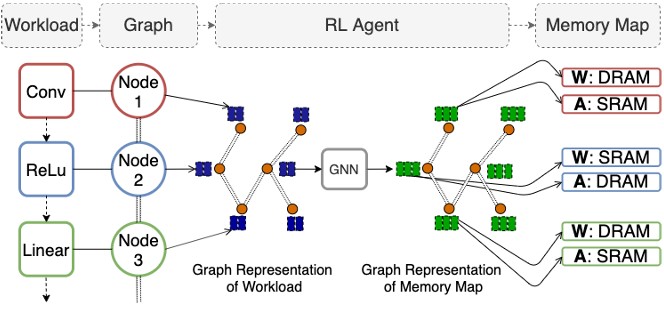 Workload
Graph
RL Agent
Memory Map
Conv
Node
1
W: DRAM
A: SRAM
ReLu
Node
2
GNN
W: SRAM
A: DRAM
Linear
Node
3
W: DRAM
A: SRAM
Graph Representation
of Workload
Graph Representation
of Memory Map